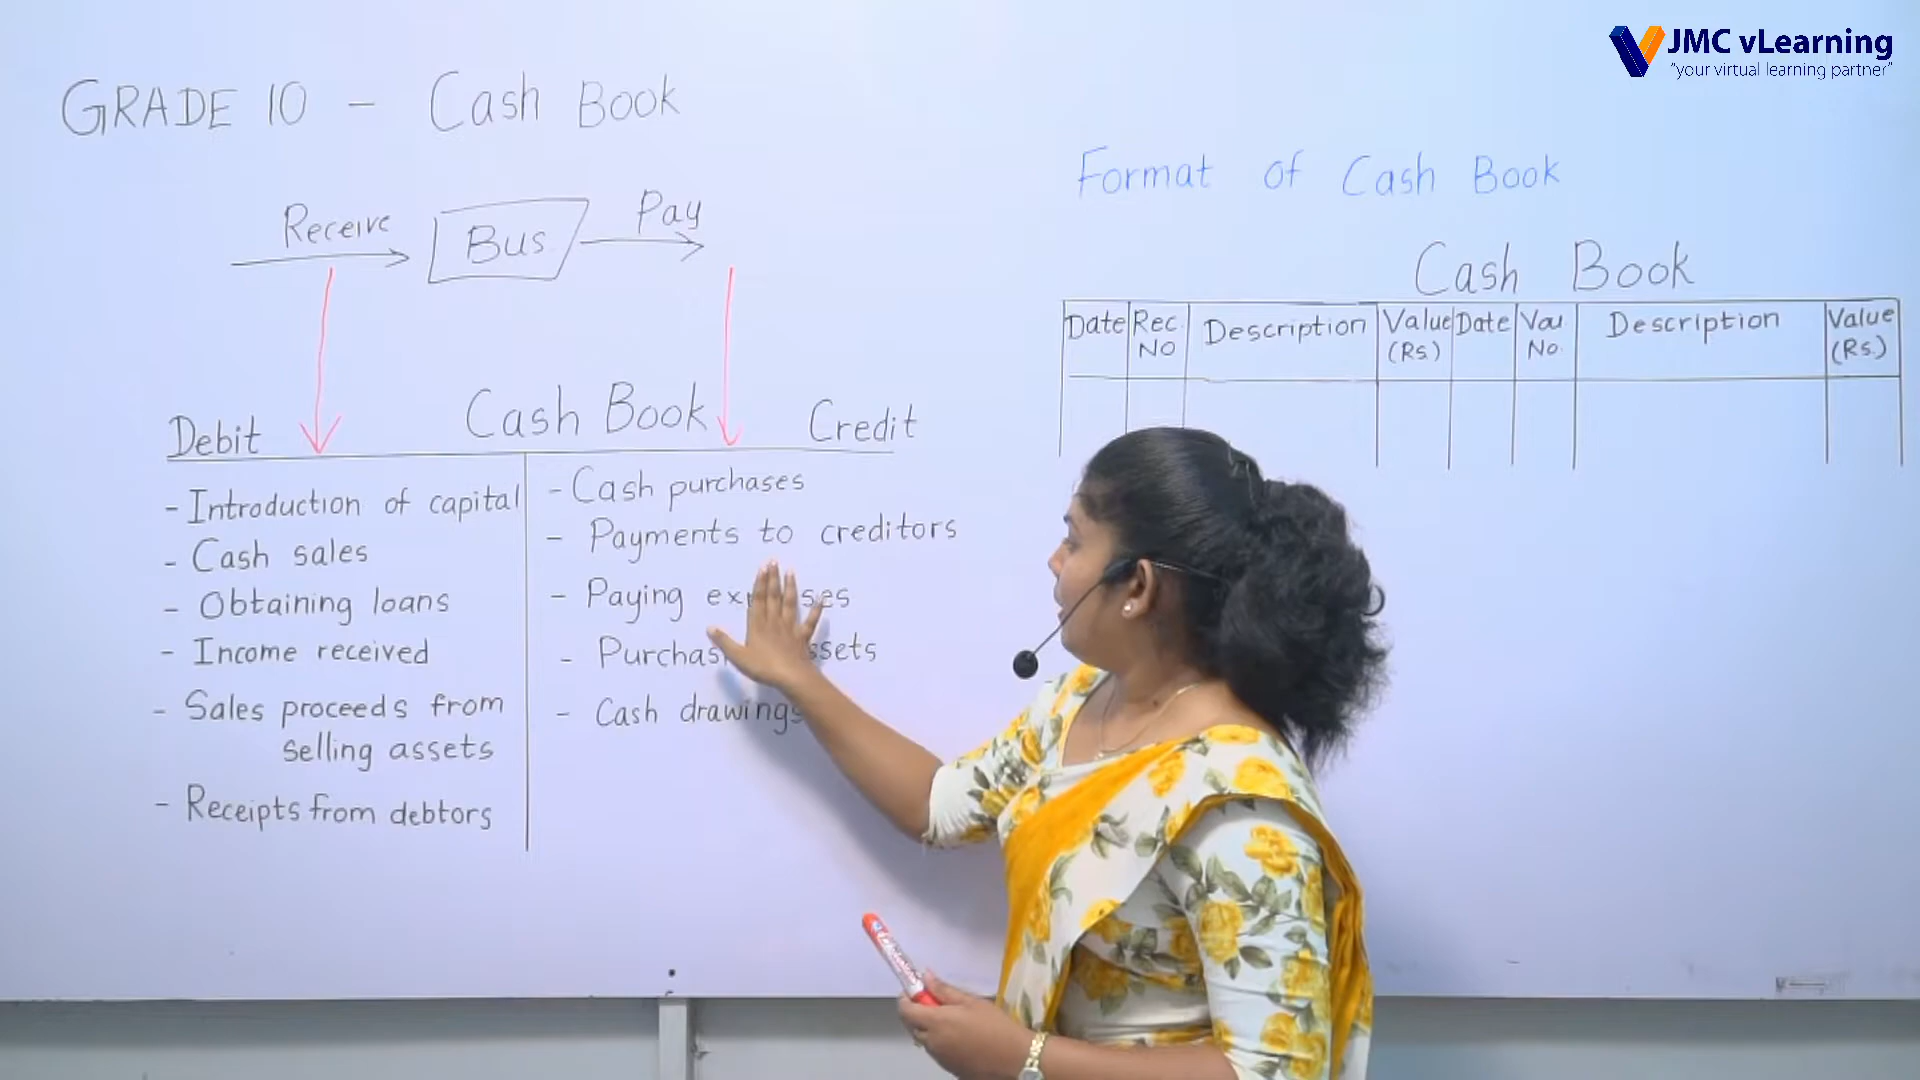 JMC vLearning
"your virtual learning partner"
GRADE 10 - Cash Book
Receive
Bus
Pay
Debit
Cash Book
Credit
- Introduction of capital
- Cash sales
- Obtaining loans
- Income received
- Sales proceeds from
selling assets
- Receipts from debtors
- Cash purchases
- Payments to creditors
- Paying
- 
- Cash drawings
Format of Cash Book
Cash Book
Date Rec. NO Description Value (Rs.) Date Vou No. Description Value (Rs.)